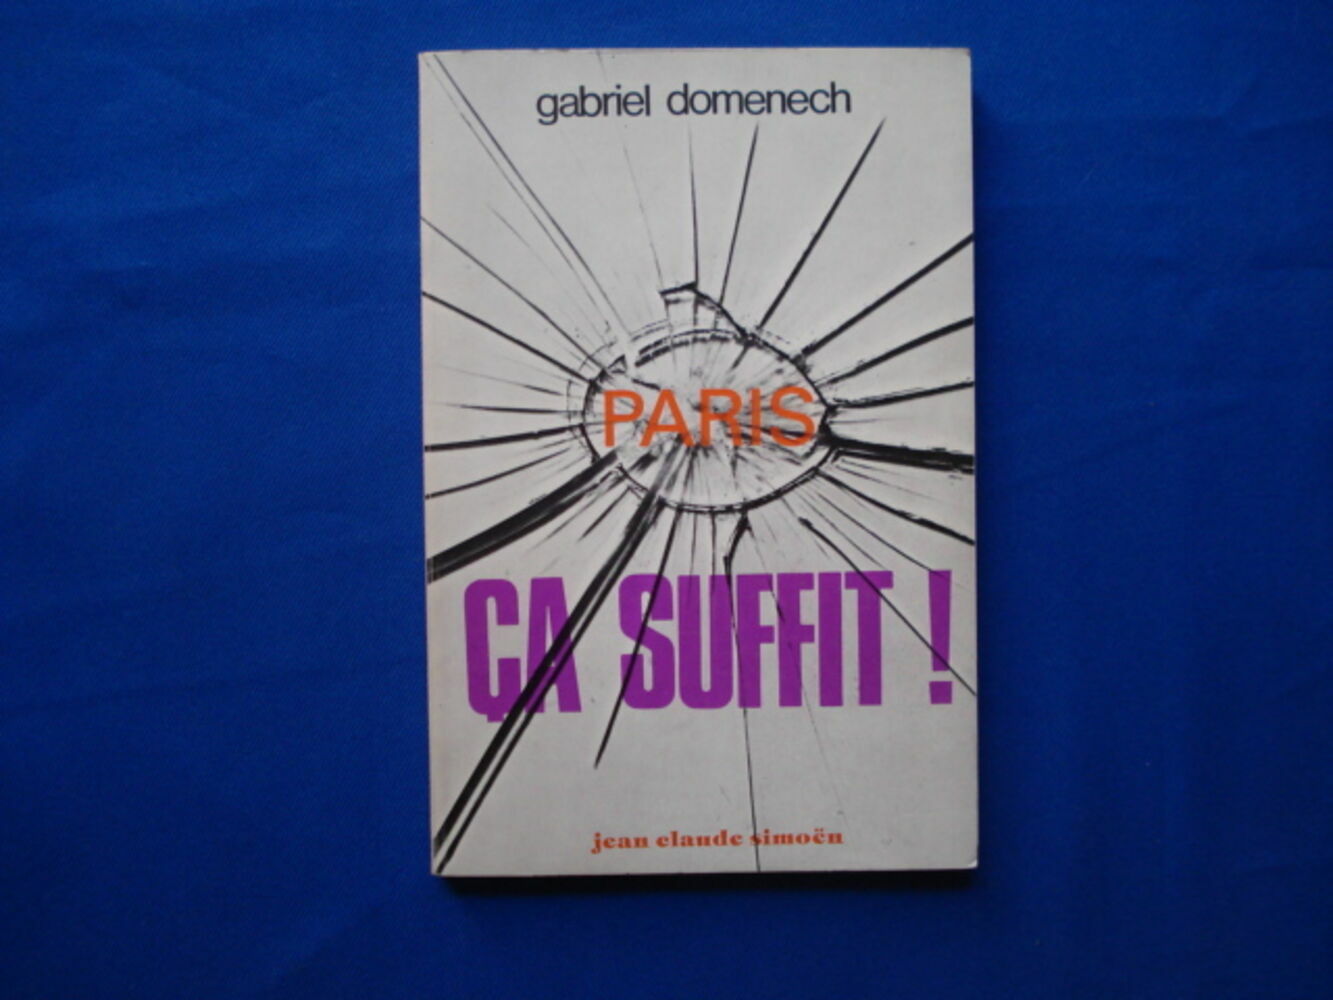 gabriel domenech
PARIS
ÇA SUFFIT !
jean claude simoën